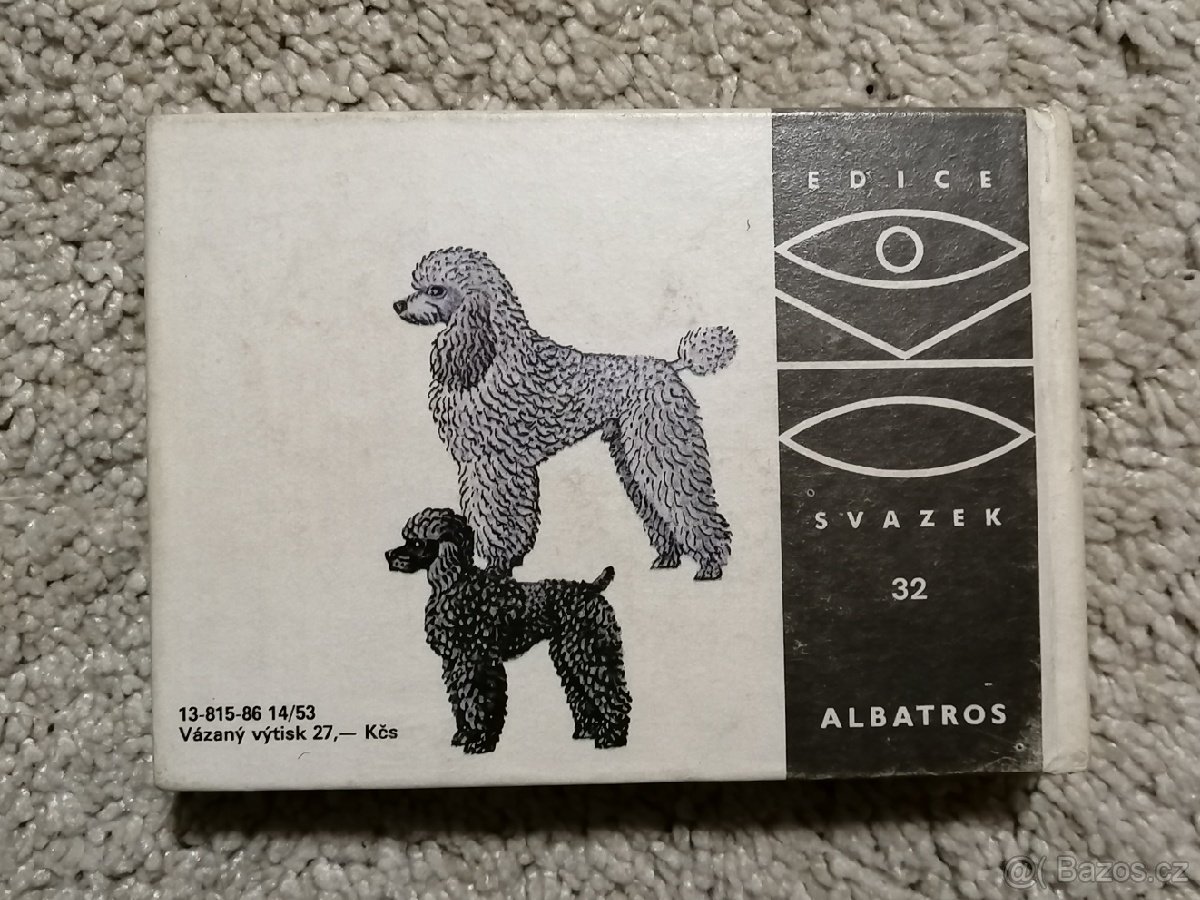 EDICE
SVAZEK
32
ALBATROS
13-815-86 14/53
Vázaný výtisk 27,— Kčs
@( Bazos.cz